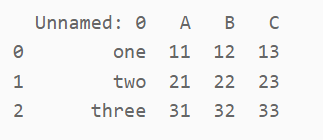 Unnamed: 0 A B C
0 one 11 12 13
1 two 21 22 23
2 three 31 32 33